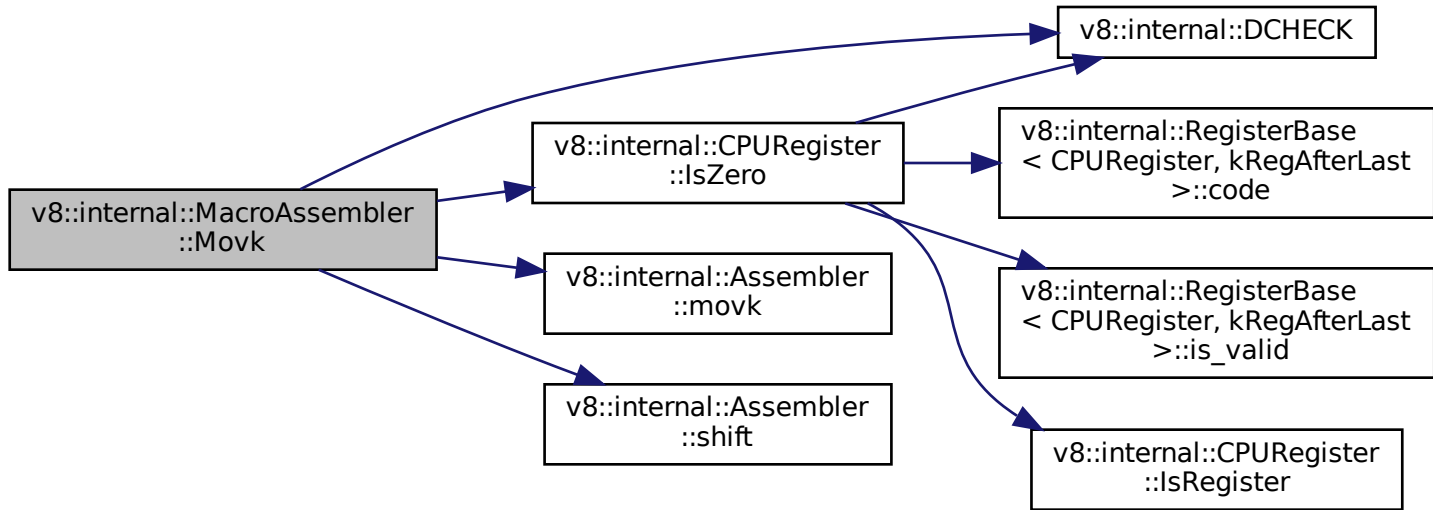 v8::internal::MacroAssembler
::Movk
v8::internal::DCHECK
v8::internal::CPURegister
::IsZero
v8::internal::RegisterBase
< CPURegister, kRegAfterLast
>::code
v8::internal::RegisterBase
< CPURegister, kRegAfterLast
>::is_valid
v8::internal::CPURegister
::IsRegister
v8::internal::Assembler
::movk
v8::internal::Assembler
::shift